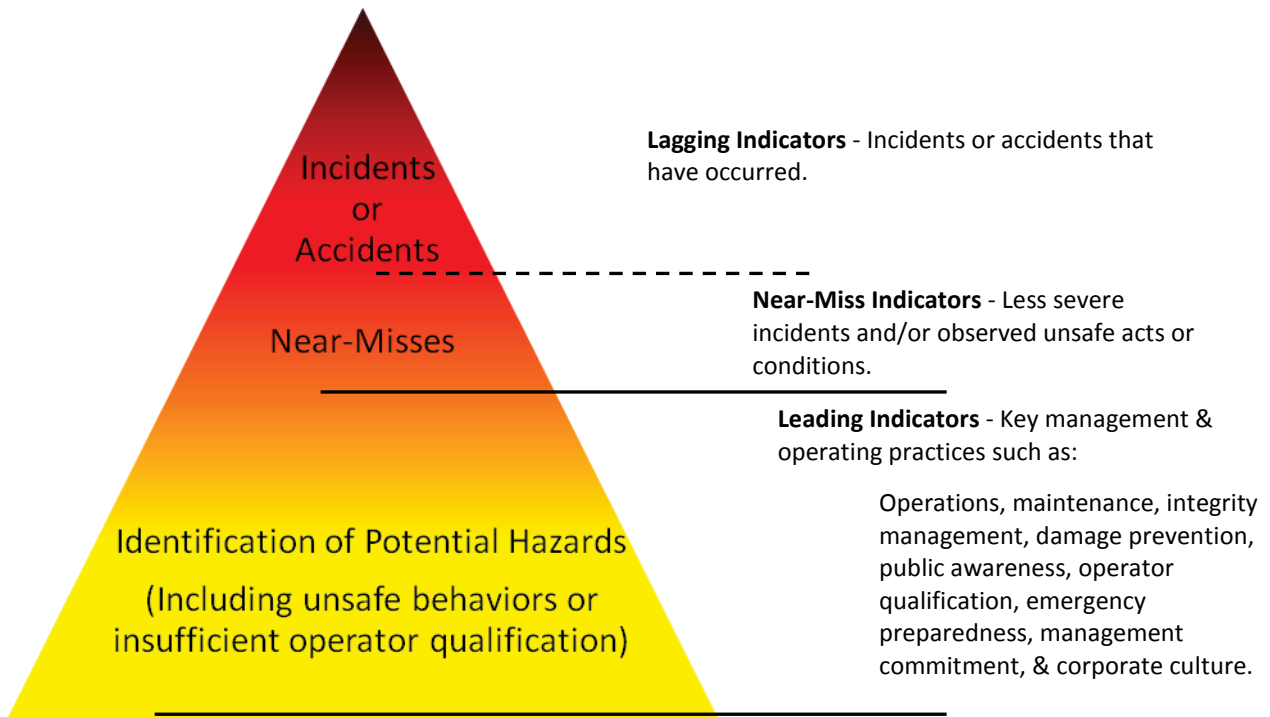 Incidents
or
Accidents
Near-Misses
Identification of Potential Hazards
(Including unsafe behaviors or
insufficient operator qualification)
Lagging Indicators - Incidents or accidents that
have occurred.
Near-Miss Indicators - Less severe
incidents and/or observed unsafe acts or
conditions.
Leading Indicators - Key management &
operating practices such as:
Operations, maintenance, integrity
management, damage prevention,
public awareness, operator
qualification, emergency
preparedness, management
commitment, & corporate culture.